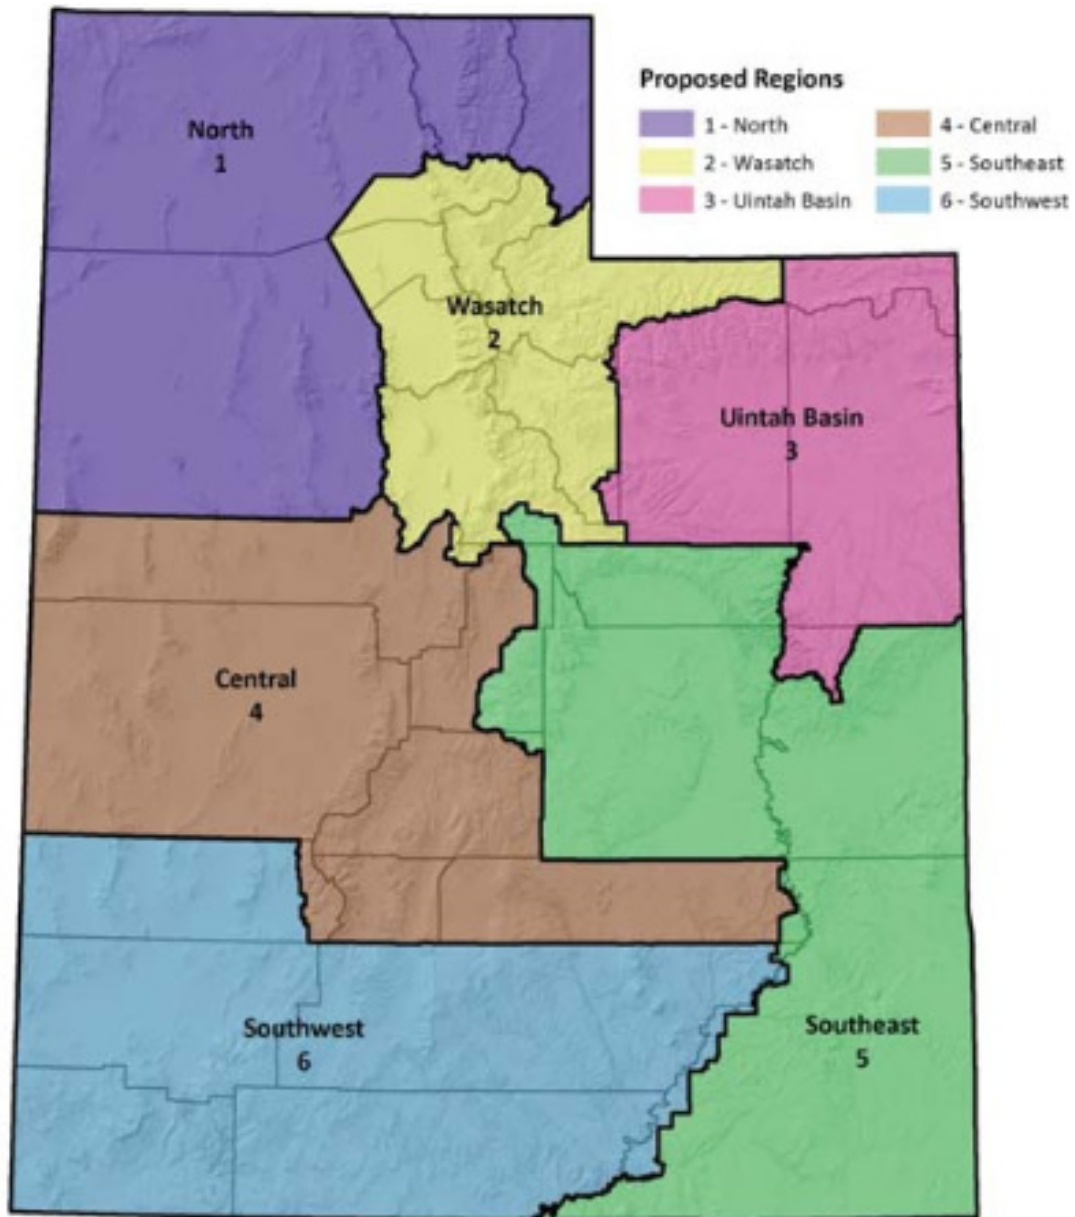 Proposed Regions
1 - North
2 - Wasatch
3 - Uintah Basin
4 - Central
5 - Southeast
6 - Southwest
North
1
Wasatch
2
Uintah Basin
3
Central
4
Southwest
6
Southeast
5